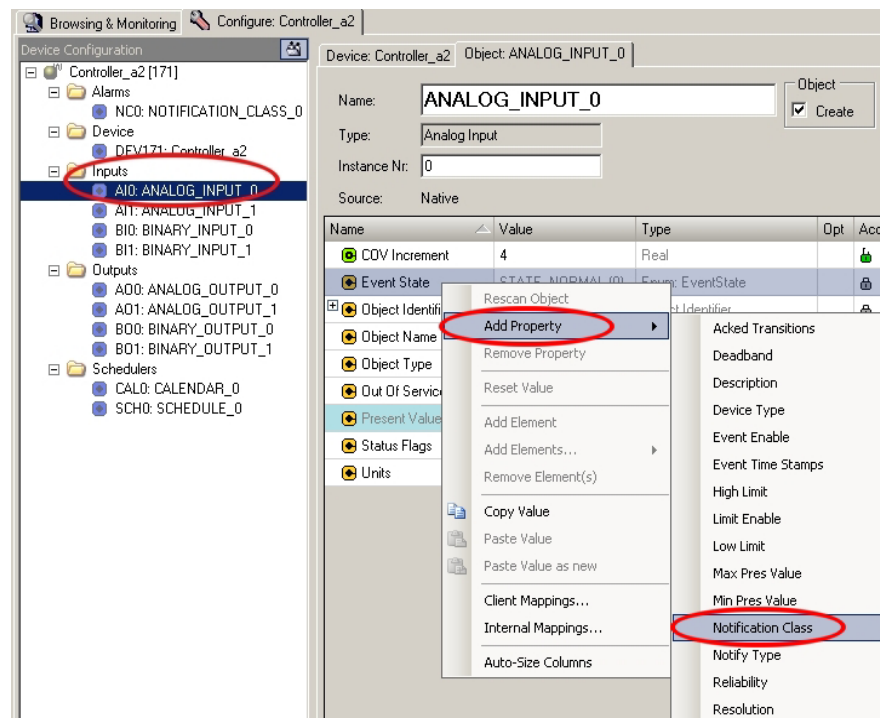 Browsing & Monitoring
Configure: Controller_a2
Device Configuration
Controller_a2 [171]
Alarms
NC0: NOTIFICATION_CLASS_0
Device
DEV171: Controller_a2
Inputs
AI0: ANALOG_INPUT_0
AI1: ANALOG_INPUT_1
BI0: BINARY_INPUT_0
BI1: BINARY_INPUT_1
Outputs
AO0: ANALOG_OUTPUT_0
AO1: ANALOG_OUTPUT_1
BO0: BINARY_OUTPUT_0
BO1: BINARY_OUTPUT_1
Schedulers
CAL0: CALENDAR_0
SCH0: SCHEDULE_0
Device: Controller_a2
Object: ANALOG_INPUT_0
Name: ANALOG_INPUT_0
Object
Create
Type: Analog Input
Instance Nr: 0
Source: Native
Name Value Type Opt Acc
COV Increment 4 Real
Event State STATE_NORMAL (0) Enum: EventState
Object Identifi ct Identifier
Object Name
Object Type
Out Of Servic
Present Value
Status Flags
Units
Rescan Object
Add Property
Remove Property
Reset Value
Add Element
Add Elements...
Remove Element(s)
Copy Value
Paste Value
Paste Value as new
Client Mappings...
Internal Mappings...
Auto-Size Columns
Acked Transitions
Deadband
Description
Device Type
Event Enable
Event Time Stamps
High Limit
Limit Enable
Low Limit
Max Pres Value
Min Pres Value
Notification Class
Notify Type
Reliability
Resolution